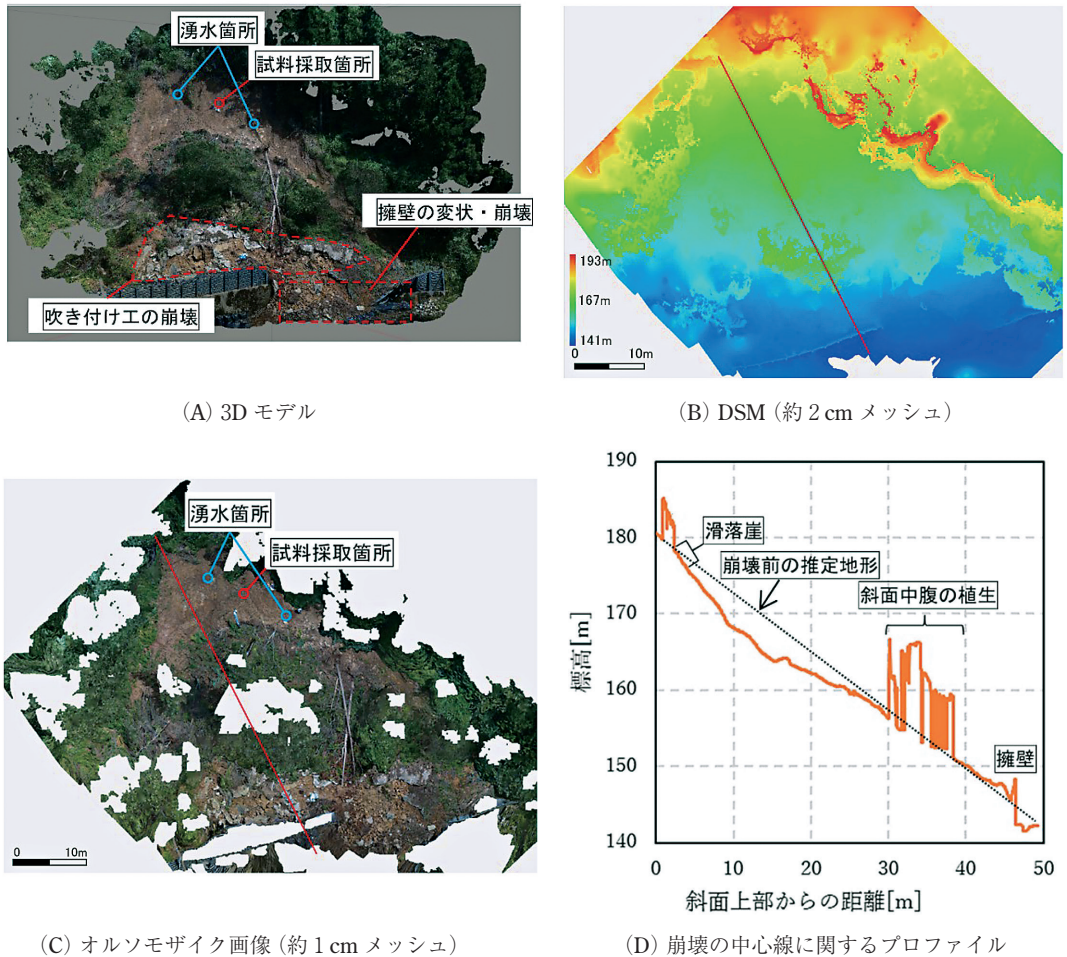 湧水箇所
試料採取箇所
擁壁の変状・崩壊
吹き付け工の崩壊
(A) 3D モデル
193m
167m
141m
0 10m
(B) DSM (約 2 cm メッシュ)
湧水箇所
試料採取箇所
0 10m
(C) オルソモザイク画像 (約 1 cm メッシュ)
190
180
170
160
150
140
標高[m]
滑落崖
崩壊前の推定地形
斜面中腹の植生
擁壁
0 10 20 30 40 50
斜面上部からの距離[m]
(D) 崩壊の中心線に関するプロファイル